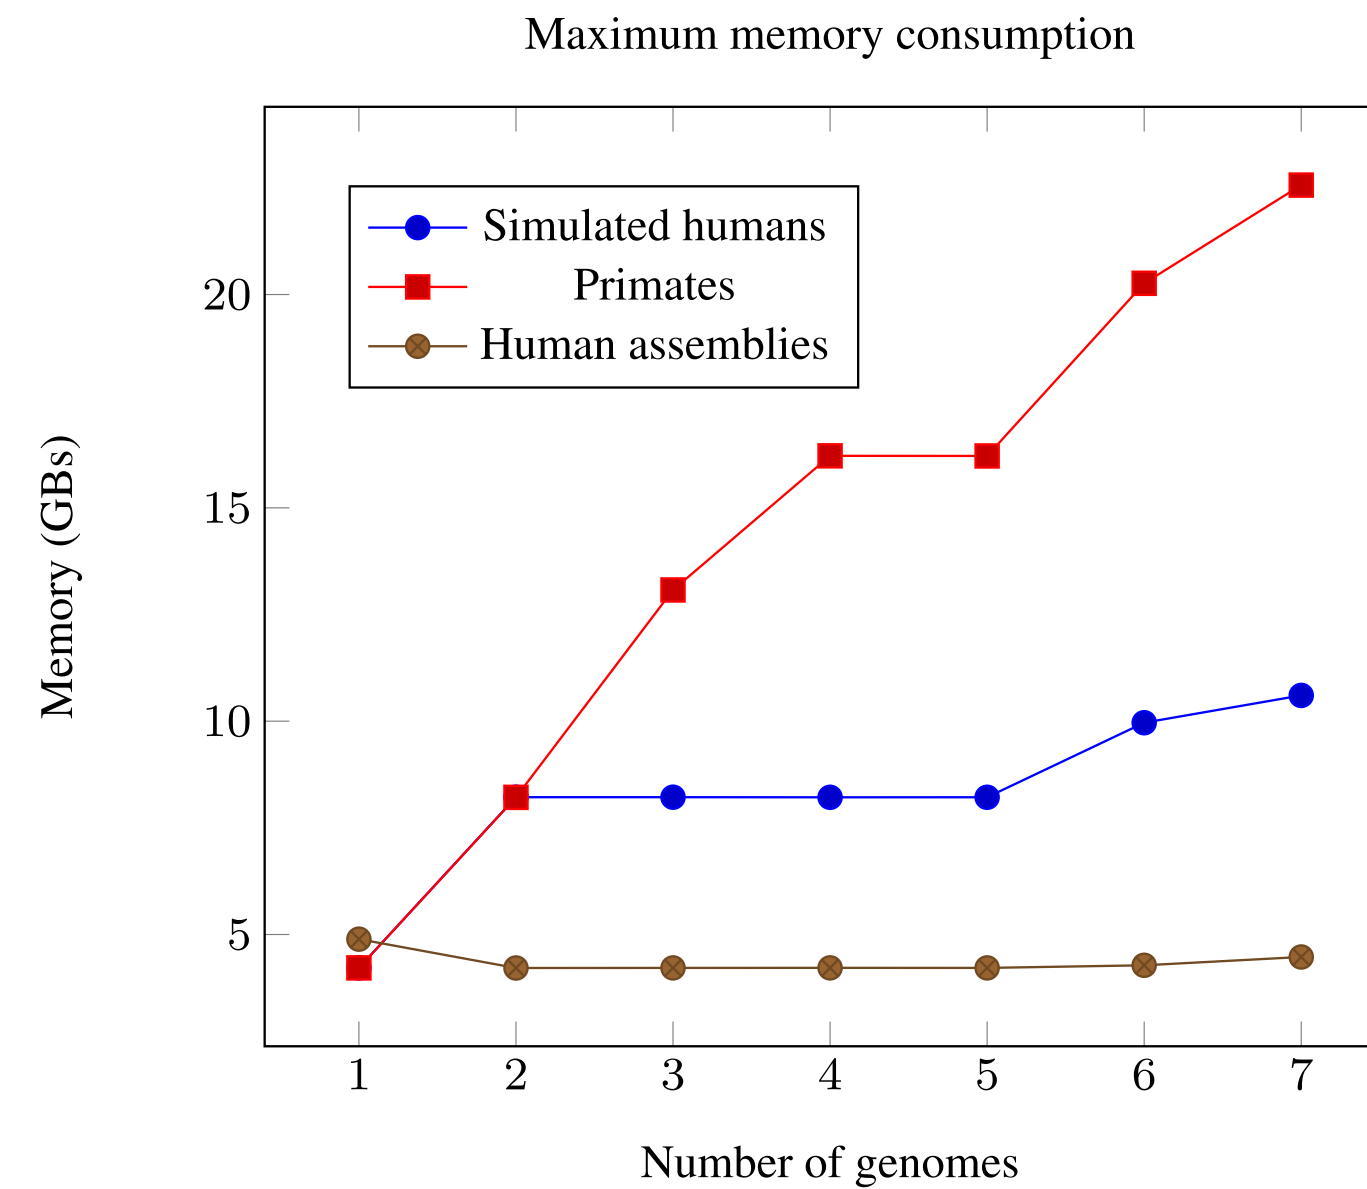 Maximum memory consumption
Simulated humans
Primates
Human assemblies
20
15
10
5
Memory (GBs)
1 2 3 4 5 6 7
Number of genomes